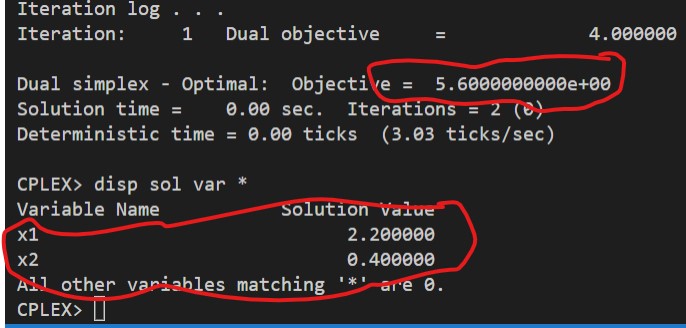 Iteration log . . .
Iteration:     1   Dual objective     =             4.000000
Dual simplex - Optimal:  Objective =  5.6000000000e+00
Solution time =    0.00 sec.  Iterations = 2 (0)
Deterministic time = 0.00 ticks  (3.03 ticks/sec)
CPLEX> disp sol var *
Variable Name           Solution Value
x1                            2.200000
x2                            0.400000
All other variables matching '*' are 0.
CPLEX>